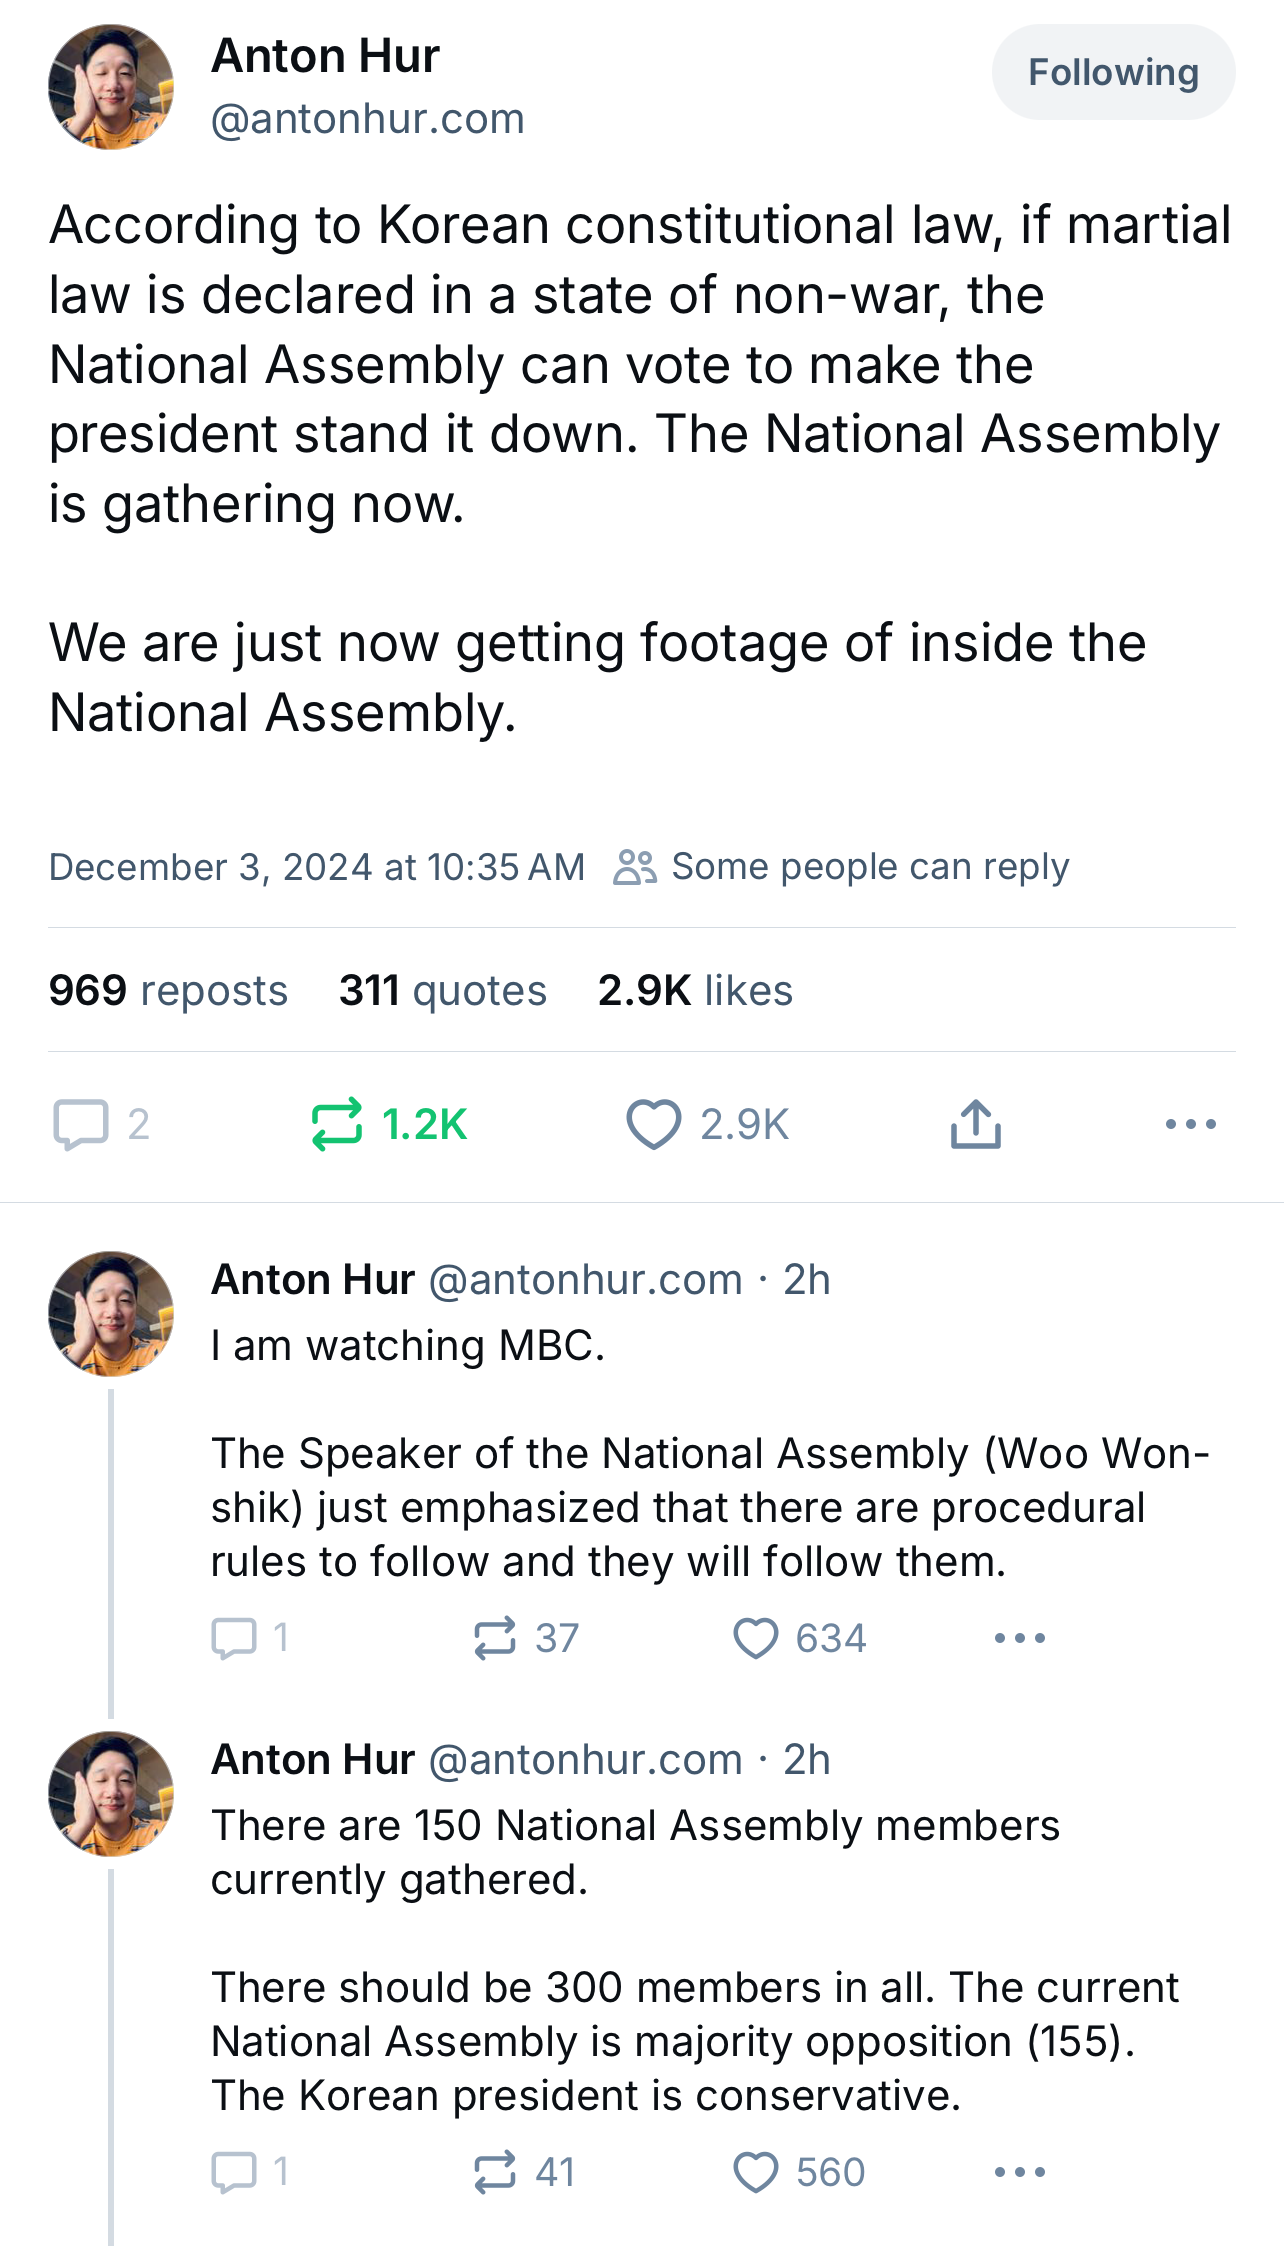 Anton Hur
@antonhur.com
Following
According to Korean constitutional law, if martial
law is declared in a state of non-war, the
National Assembly can vote to make the
president stand it down. The National Assembly
is gathering now.
We are just now getting footage of inside the
National Assembly.
December 3, 2024 at 10:35 AM Some people can reply
969 reposts 311 quotes 2.9K likes
2 1.2K 2.9K
Anton Hur @antonhur.com · 2h
I am watching MBC.
The Speaker of the National Assembly (Woo Won-
shik) just emphasized that there are procedural
rules to follow and they will follow them.
1 37 634
Anton Hur @antonhur.com · 2h
There are 150 National Assembly members
currently gathered.
There should be 300 members in all. The current
National Assembly is majority opposition (155).
The Korean president is conservative.
1 41 560